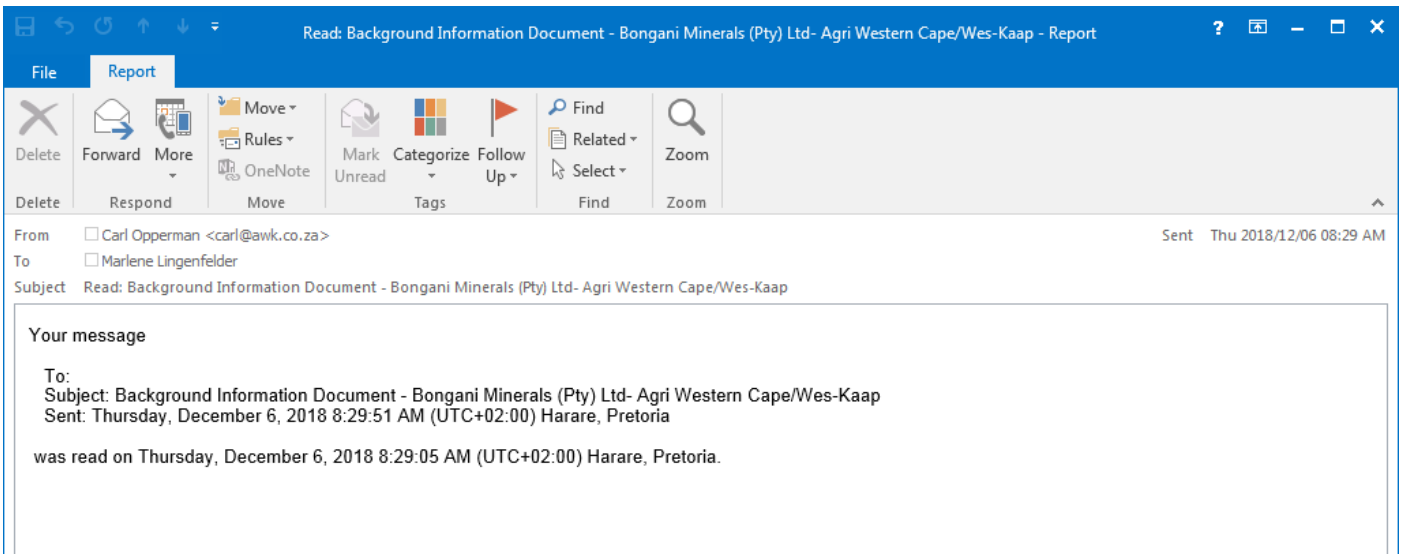 Read: Background Information Document - Bongani Minerals (Pty) Ltd- Agri Western Cape/Wes-Kaap - Report
?
File Report
Delete
Forward
More
Move
Rules
OneNote
Mark Unread
Categorize
Follow Up
Find
Related
Select
Zoom
Delete Respond Move Tags Find Zoom
From Carl Opperman <carl@awk.co.za> Sent Thu 2018/12/06 08:29 AM
To Marlene Lingenfelder
Subject Read: Background Information Document - Bongani Minerals (Pty) Ltd- Agri Western Cape/Wes-Kaap
Your message
To:
Subject: Background Information Document - Bongani Minerals (Pty) Ltd- Agri Western Cape/Wes-Kaap
Sent: Thursday, December 6, 2018 8:29:51 AM (UTC+02:00) Harare, Pretoria
was read on Thursday, December 6, 2018 8:29:05 AM (UTC+02:00) Harare, Pretoria.